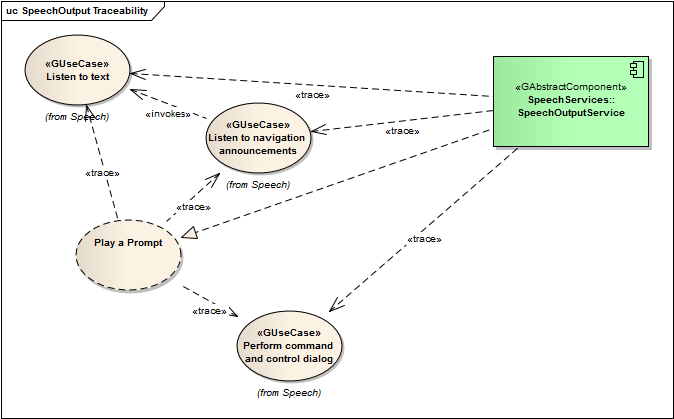 uc SpeechOutput Traceability
«GUseCase»
Listen to text
(from Speech)
«trace»
«invokes»
«GUseCase»
Listen to navigation
announcements
(from Speech)
«trace»
«GAbstractComponent»
SpeechServices::
SpeechOutputService
«trace»
«trace»
Play a Prompt
«trace»
«trace»
«GUseCase»
Perform command
and control dialog
(from Speech)